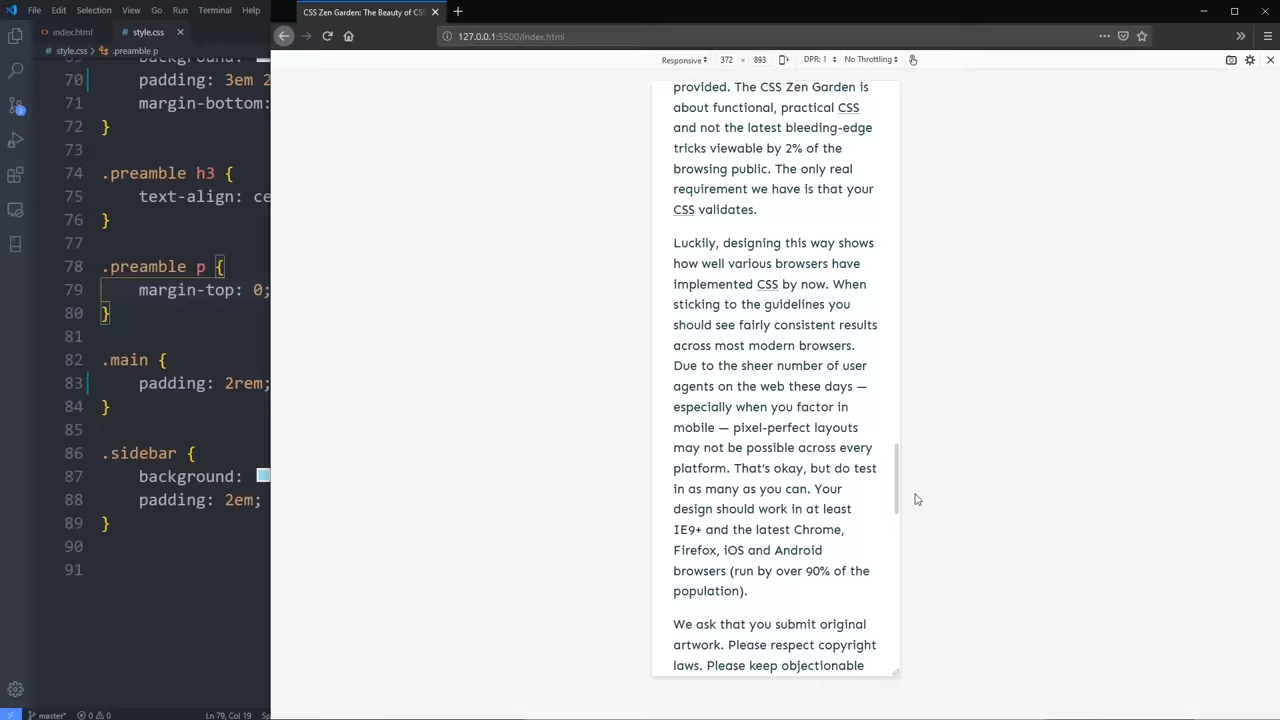 File Edit Selection View Go Run Terminal Help
CSS Zen Garden: The Beauty of CSS
index.html
style.css
style.css > .preamble p
127.0.0.1:5500/index.html
Responsive 372 × 893 DPR: 1 No Throttling
70 padding: 3em 2
71 margin-bottom:
72 }
73
74 .preamble h3 {
75 text-align: ce
76 }
77
78 .preamble p {
79 margin-top: 0;
80 }
81
82 .main {
83 padding: 2rem;
84 }
85
86 .sidebar {
87 background:
88 padding: 2em;
89 }
90
91
master* 0 0 Ln 79, Col 19
provided. The CSS Zen Garden is
about functional, practical CSS
and not the latest bleeding-edge
tricks viewable by 2% of the
browsing public. The only real
requirement we have is that your
CSS validates.
Luckily, designing this way shows
how well various browsers have
implemented CSS by now. When
sticking to the guidelines you
should see fairly consistent results
across most modern browsers.
Due to the sheer number of user
agents on the web these days —
especially when you factor in
mobile — pixel-perfect layouts
may not be possible across every
platform. That's okay, but do test
in as many as you can. Your
design should work in at least
IE9+ and the latest Chrome,
Firefox, iOS and Android
browsers (run by over 90% of the
population).
We ask that you submit original
artwork. Please respect copyright
laws. Please keep objectionable